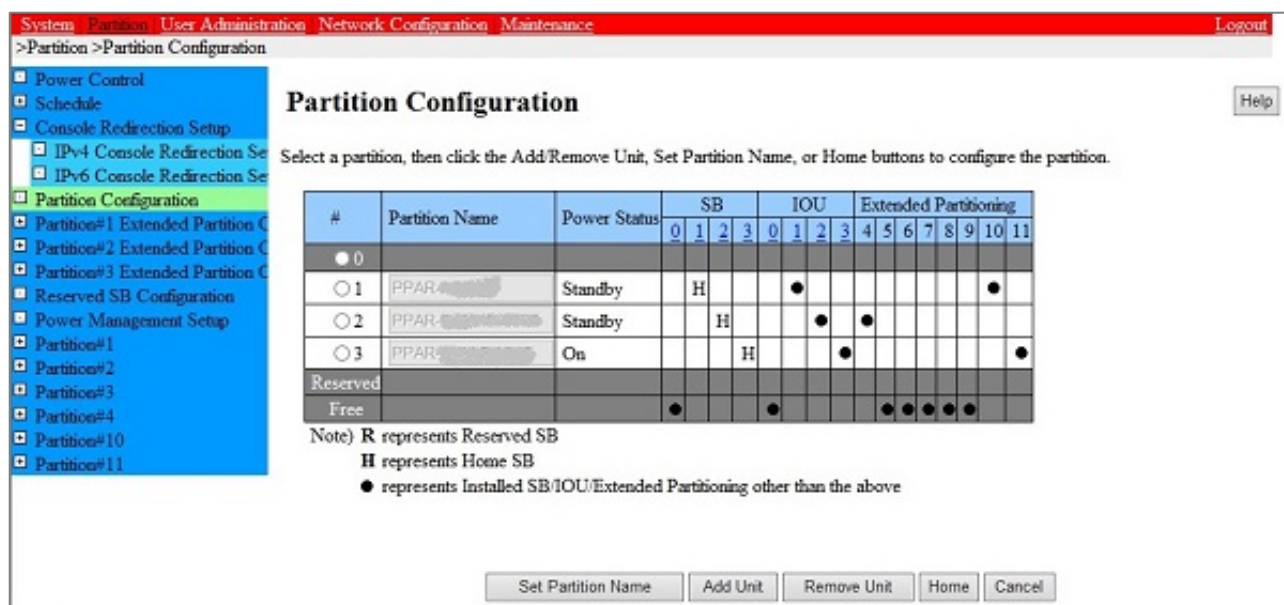 System Partition User Administration Network Configuration Maintenance Logout
>Partition >Partition Configuration
Power Control
Schedule
Console Redirection Setup
IPv4 Console Redirection Se
IPv6 Console Redirection Se
Partition Configuration
Partition#1 Extended Partition C
Partition#2 Extended Partition C
Partition#3 Extended Partition C
Reserved SB Configuration
Power Management Setup
Partition#1
Partition#2
Partition#3
Partition#4
Partition#10
Partition#11
Partition Configuration
Help
Select a partition, then click the Add/Remove Unit, Set Partition Name, or Home buttons to configure the partition.
# Partition Name Power Status SB IOU Extended Partitioning
0 1 2 3 0 1 2 3 4 5 6 7 8 9 10 11
0
1 PPAR- Standby H ● ●
2 PPAR- Standby H ● ●
3 PPAR- On H ● ●
Reserved
Free ● ● ● ● ● ● ●
Note) R represents Reserved SB
H represents Home SB
● represents Installed SB/IOU/Extended Partitioning other than the above
Set Partition Name Add Unit Remove Unit Home Cancel